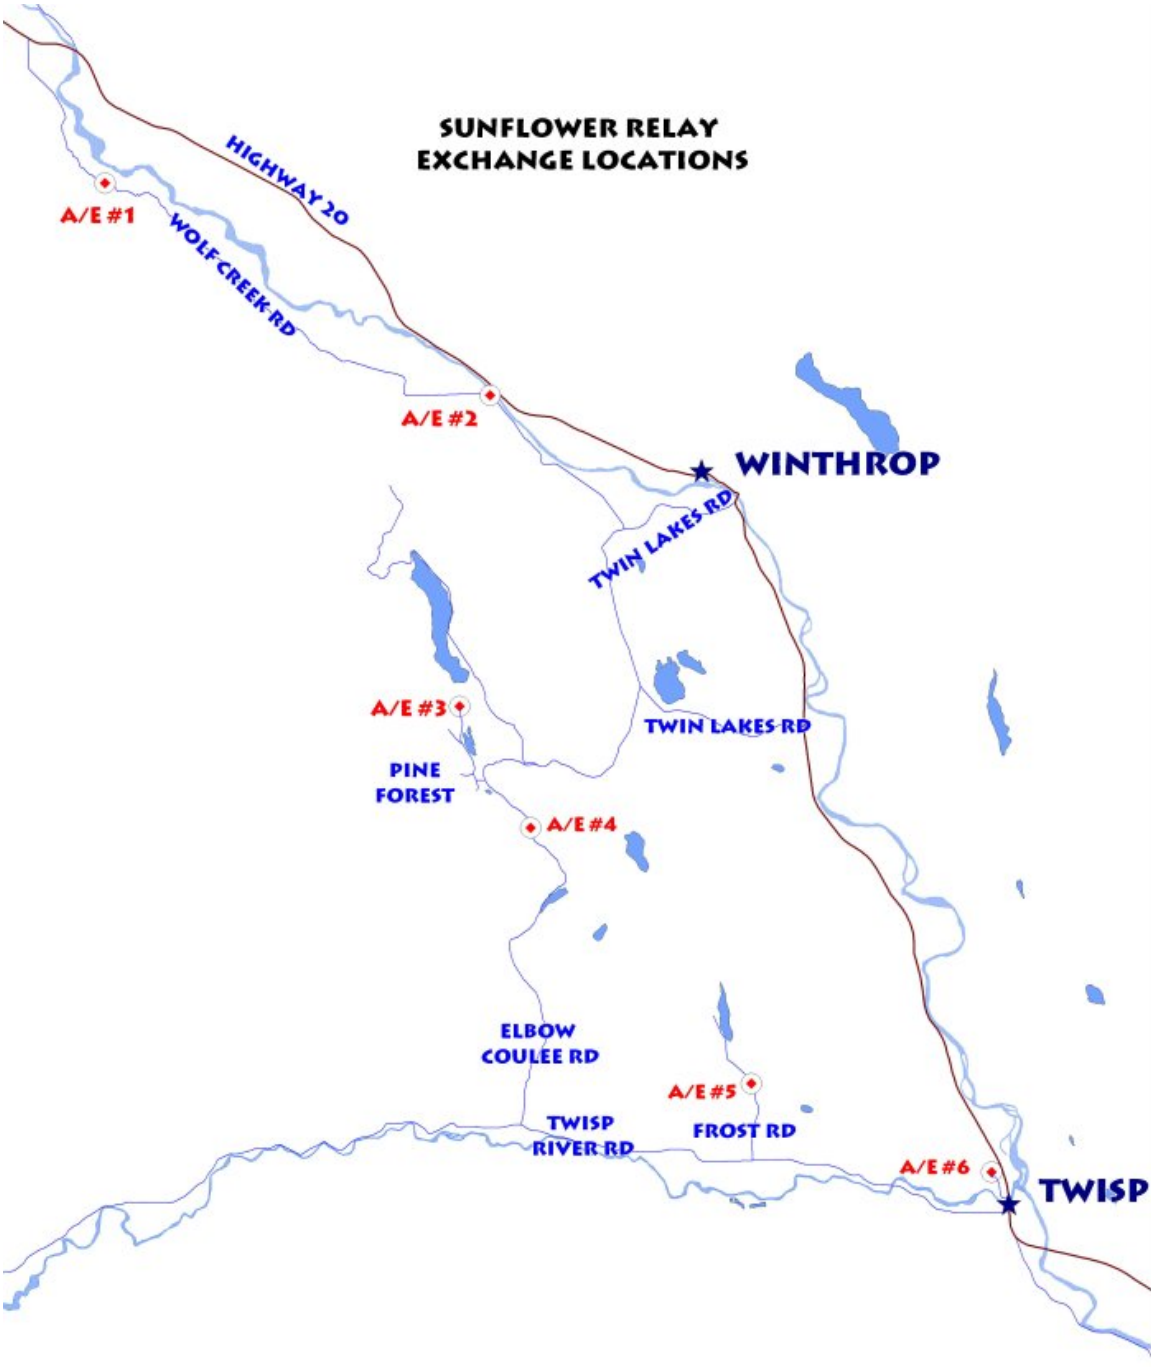 SUNFLOWER RELAY
EXCHANGE LOCATIONS
HIGHWAY 20
A/E #1
WOLF CREEK RD
A/E #2
WINTHROP
TWIN LAKES RD
A/E #3
TWIN LAKES RD
PINE
FOREST
A/E #4
ELBOW
COULEE RD
A/E #5
TWISP
RIVER RD
FROST RD
A/E #6
TWISP